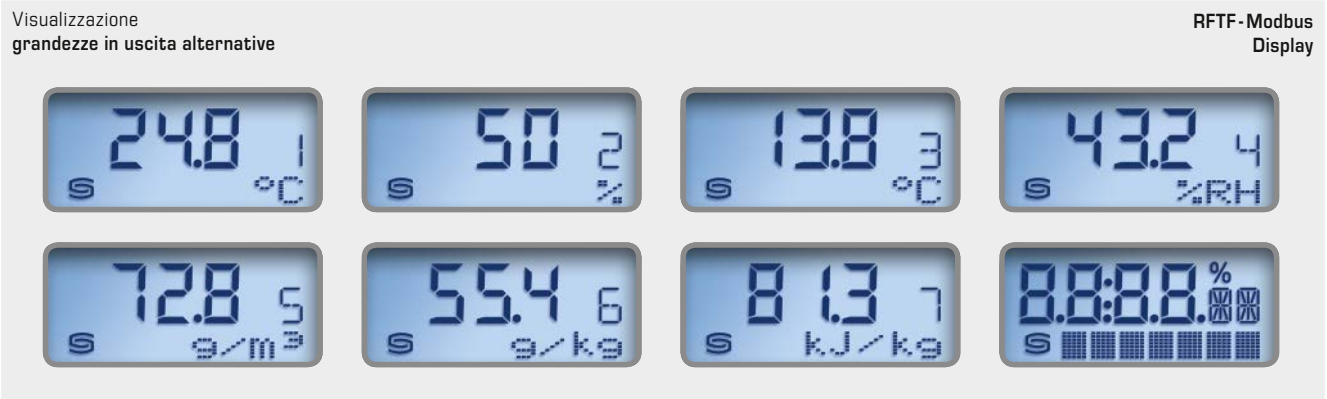 Visualizzazione
grandezze in uscita alternative
RFTF-Modbus
Display
24.8 1
°C
50 2
%
13.8 3
°C
43.2 4
%RH
72.8 5
g/m³
55.4 6
g/kg
81.3 7
kJ/kg
8.8:8.8.%